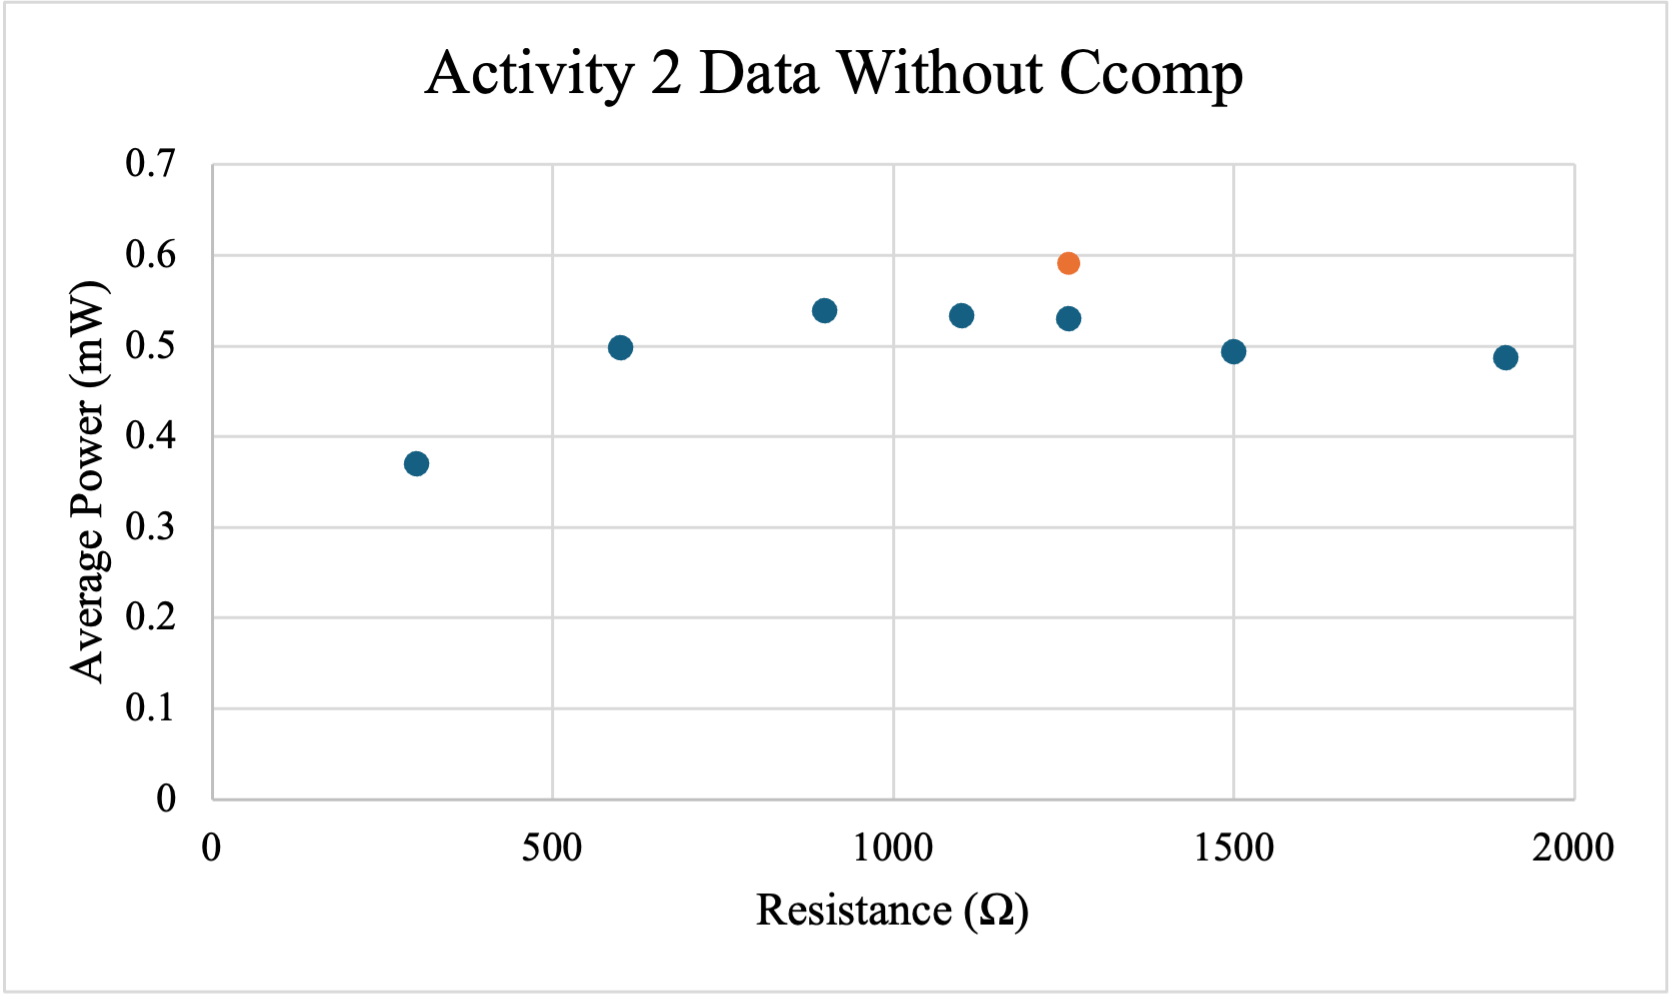 Activity 2 Data Without Ccomp
0.7
0.6
0.5
0.4
0.3
0.2
0.1
0
Average Power (mW)
0 500 1000 1500 2000
Resistance (Ω)